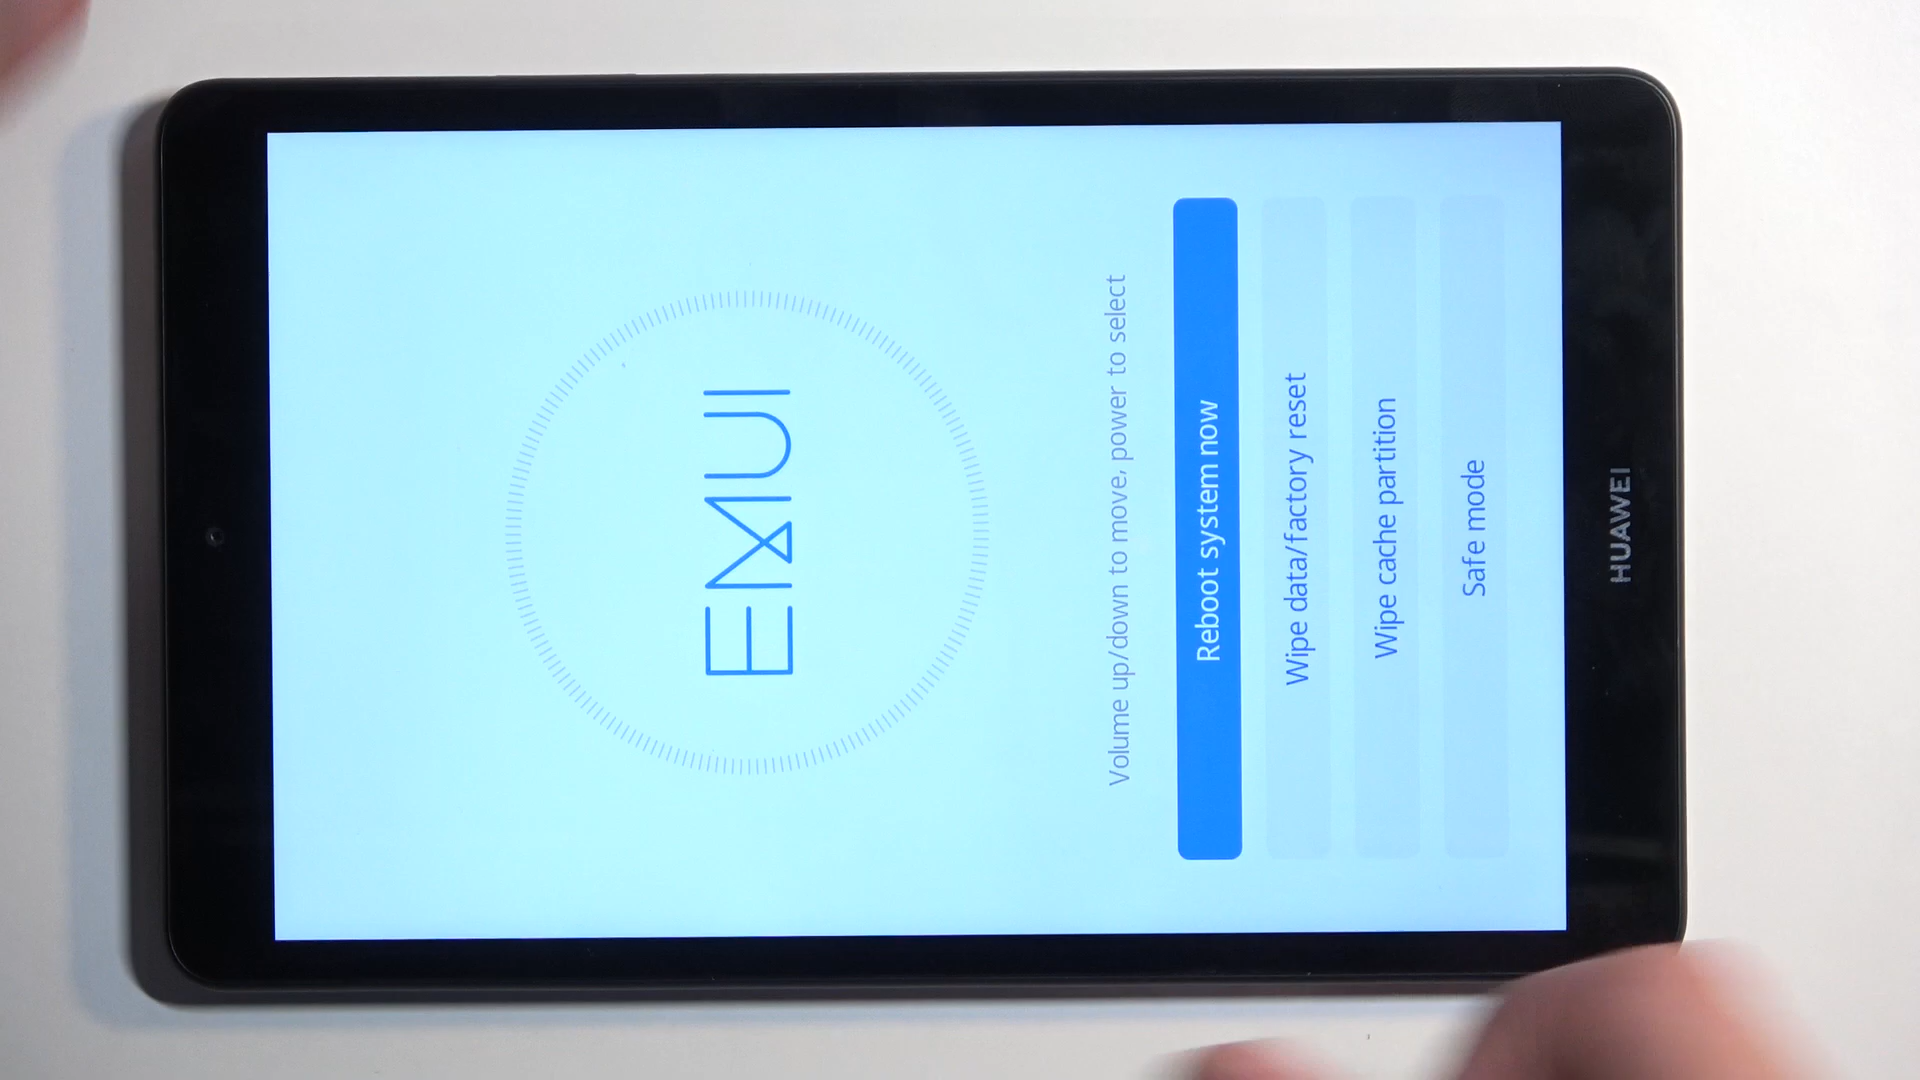 EMUI
Volume up/down to move, power to select
Reboot system now
Wipe data/factory reset
Wipe cache partition
Safe mode
HUAWEI